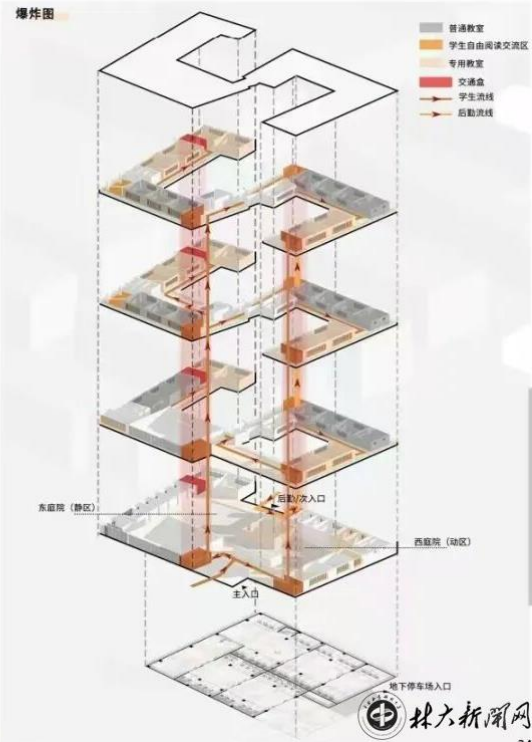 爆炸图
普通教室
学生自由阅读交流区
专用教室
交通盒
学生流线
后勤流线
后勤/次入口
东庭院（静区）
西庭院（动区）
主入口
地下停车场入口
林大新闻网